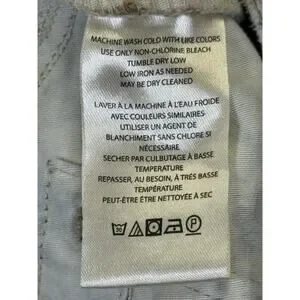 MACHINE WASH COLD WITH LIKE COLORS
USE ONLY NON-CHLORINE BLEACH
TUMBLE DRY LOW
LOW IRON AS NEEDED
MAY BE DRY CLEANED
LAVER À LA MACHINE À L'EAU FROIDE
AVEC COULEURS SIMILAIRES
UTILISER UN AGENT DE
BLANCHIMENT SANS CHLORE SI
NÉCESSAIRE
SECHER PAR CULBUTAGE À BASSE
TEMPÉRATURE
REPASSER, AU BESOIN, À TRÉS BASSE
TEMPÉRATURE
PEUT-ÊTRE ÊTRE NETTOYÉE À SEC
30 P